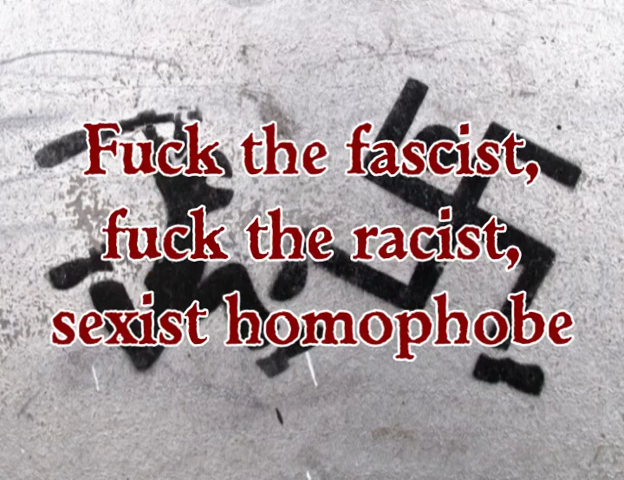 Fuck the fascist,
fuck the racist,
sexist homophobe